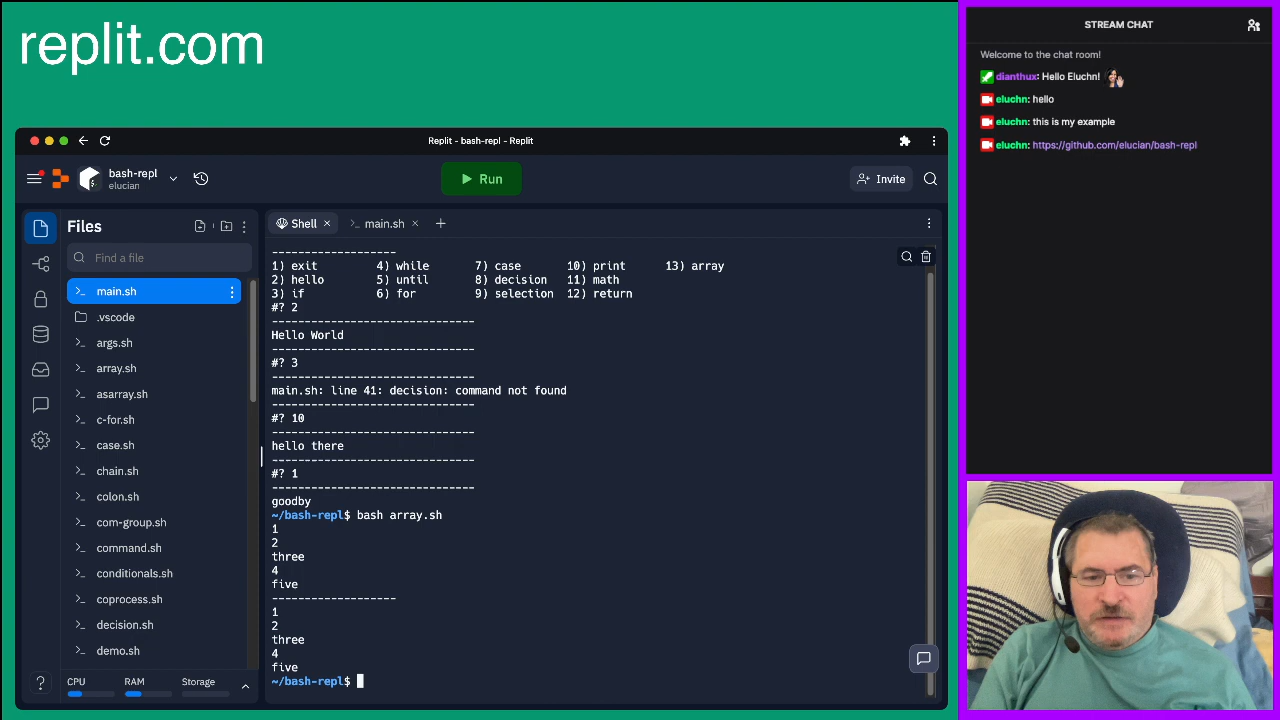 replit.com
Replit - bash-repl - Replit
bash-repl
elucian
Run
Invite
Files
Find a file
main.sh
.vscode
args.sh
array.sh
asarray.sh
c-for.sh
case.sh
chain.sh
colon.sh
com-group.sh
command.sh
conditionals.sh
coprocess.sh
decision.sh
demo.sh
CPU RAM Storage
Shell
main.sh
-------------------
1) exit 4) while 7) case 10) print 13) array
2) hello 5) until 8) decision 11) math
3) if 6) for 9) selection 12) return
#? 2
-------------------------------
Hello World
-------------------------------
#? 3
-------------------------------
main.sh: line 41: decision: command not found
-------------------------------
#? 10
-------------------------------
hello there
-------------------------------
#? 1
-------------------------------
goodby
~/bash-repl$ bash array.sh
1
2
three
4
five
-------------------
1
2
three
4
five
~/bash-repl$
STREAM CHAT
Welcome to the chat room!
dianthux: Hello Eluchn!
eluchn: hello
eluchn: this is my example
eluchn: https://github.com/elucian/bash-repl